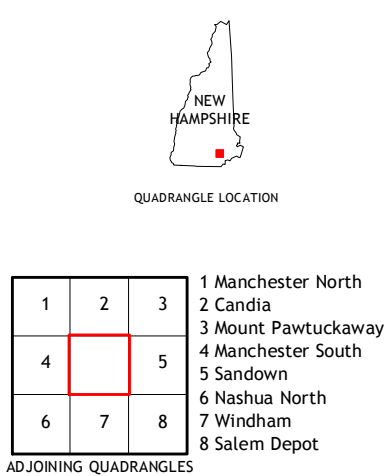 NEW
HAMPSHIRE
QUADRANGLE LOCATION
1 2 3
4 5
6 7 8
1 Manchester North
2 Candia
3 Mount Pawtuckaway
4 Manchester South
5 Sandown
6 Nashua North
7 Windham
8 Salem Depot
ADJOINING QUADRANGLES